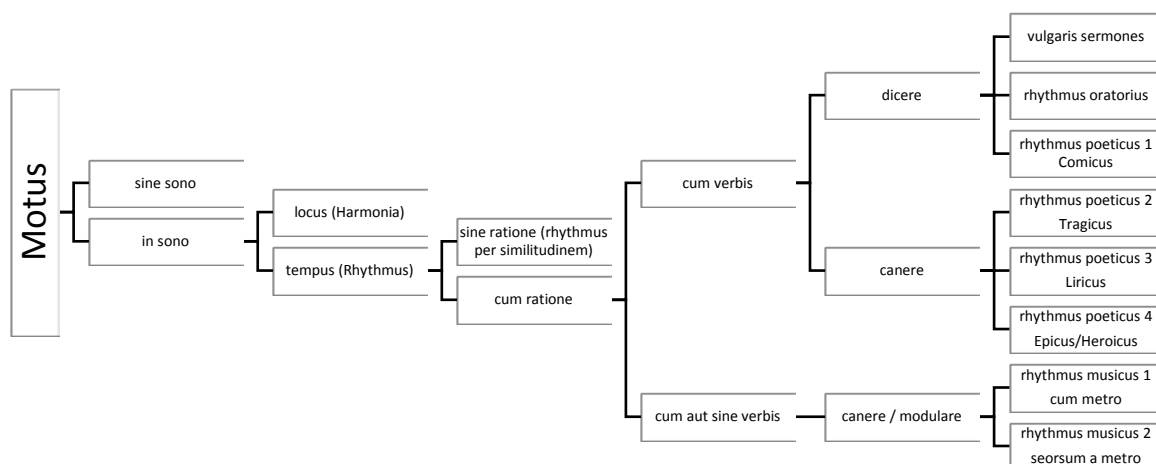 Motus
sine sono
in sono
locus (Harmonia)
tempus (Rhythmus)
sine ratione (rhythmus
per similitudinem)
cum ratione
cum verbis
dicere
vulgaris sermones
rhythmus oratorius
rhythmus poeticus 1
Comicus
canere
rhythmus poeticus 2
Tragicus
rhythmus poeticus 3
Liricus
rhythmus poeticus 4
Epicus/Heroicus
cum aut sine verbis
canere / modulare
rhythmus musicus 1
cum metro
rhythmus musicus 2
seorsum a metro